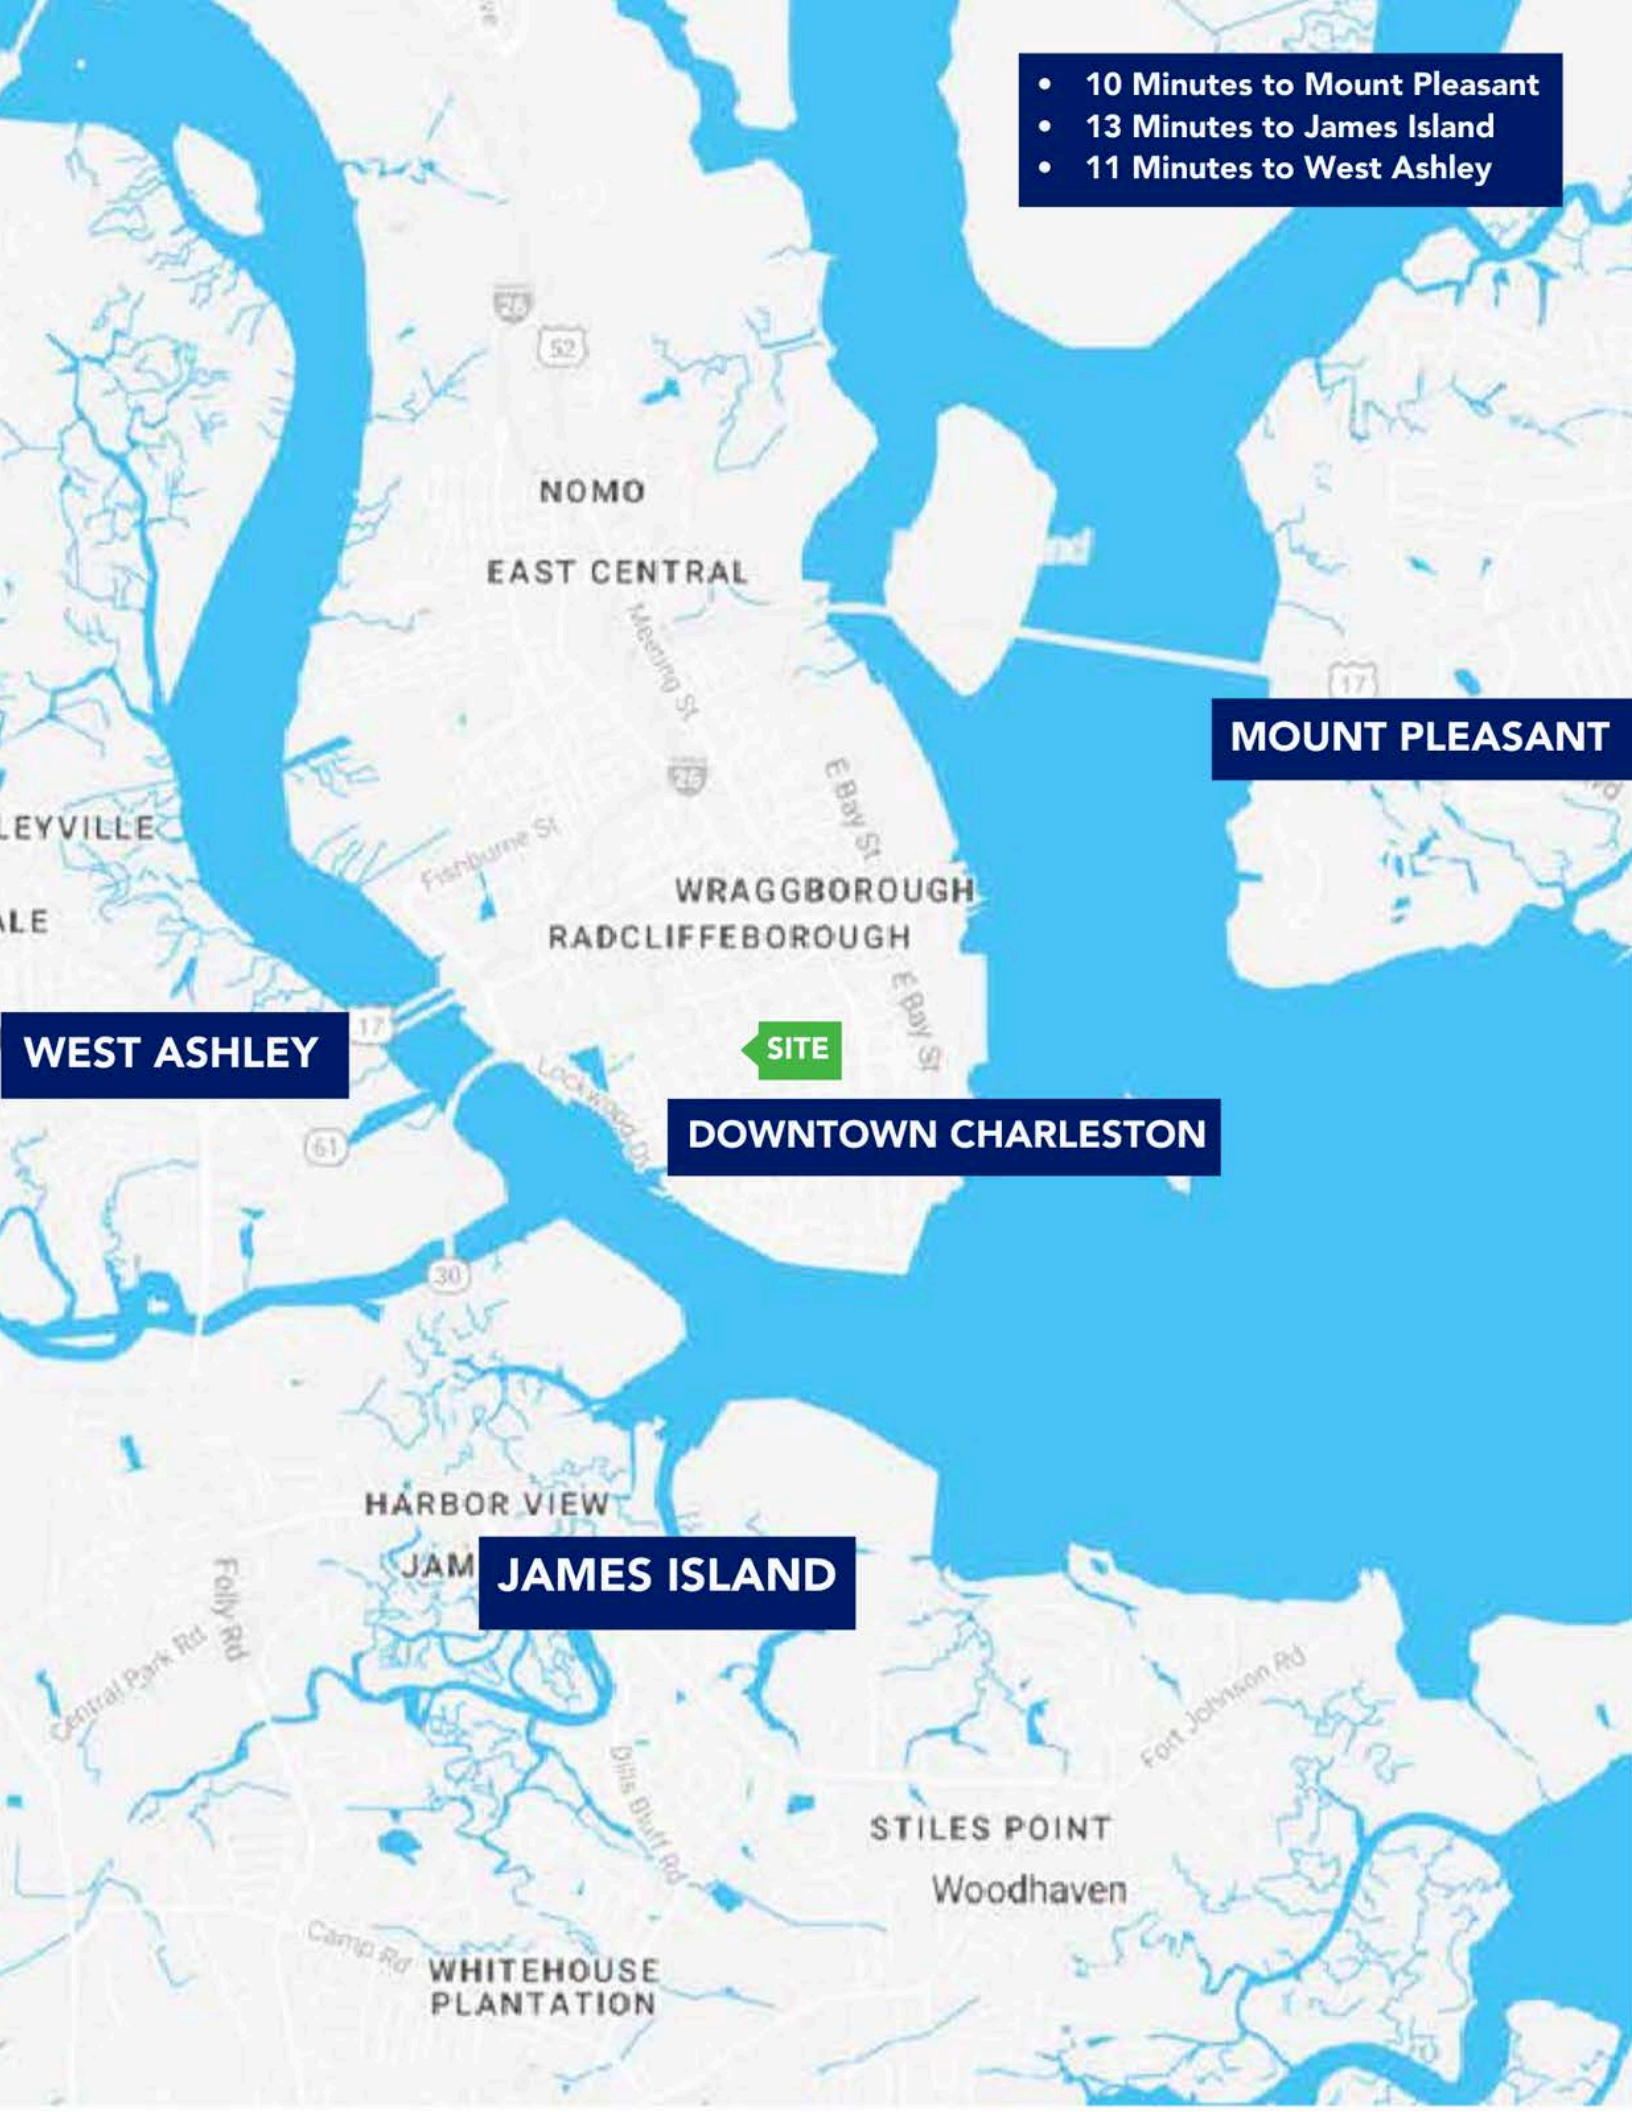 • 10 Minutes to Mount Pleasant
• 13 Minutes to James Island
• 11 Minutes to West Ashley
26
52
NOMO
EAST CENTRAL
Meeting St
17
MOUNT PLEASANT
26
E Bay St
LEYVILLE
Fishburne St
WRAGGBOROUGH
ALE
RADCLIFFEBOROUGH
E Bay St
17
WEST ASHLEY
SITE
Lockwood Dr
DOWNTOWN CHARLESTON
61
30
HARBOR VIEW
JAM
JAMES ISLAND
Folly Rd
Central Park Rd
Fort Johnson Rd
Dills Bluff Rd
STILES POINT
Woodhaven
Camp Rd
WHITEHOUSE
PLANTATION